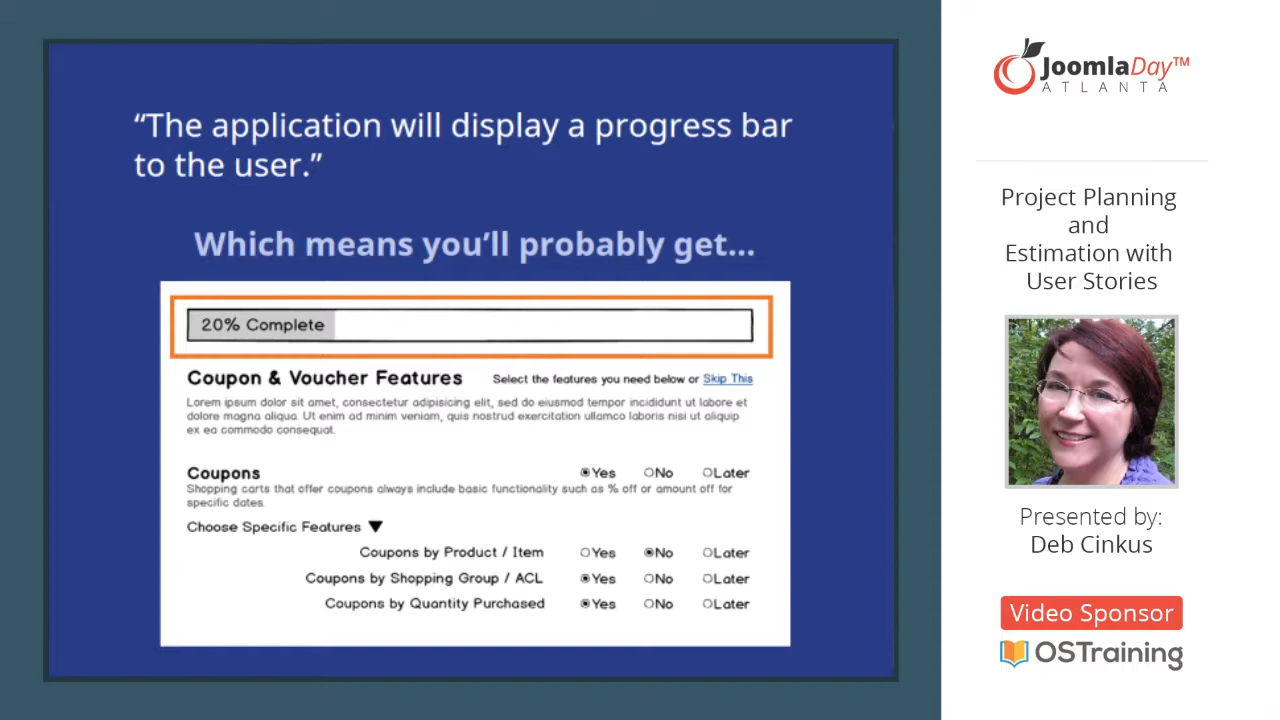 “The application will display a progress bar
to the user.”
Which means you’ll probably get...
20% Complete
Coupon & Voucher Features
Select the features you need below or Skip This
Lorem ipsum dolor sit amet, consectetur adipisicing elit, sed do eiusmod tempor incididunt ut labore et
dolore magna aliqua. Ut enim ad minim veniam, quis nostrud exercitation ullamco laboris nisi ut aliquip
ex ea commodo consequat.
Coupons Yes No Later
Shopping carts that offer coupons always include basic functionality such as % off or amount off for
specific dates.
Choose Specific Features
Coupons by Product / Item Yes No Later
Coupons by Shopping Group / ACL Yes No Later
Coupons by Quantity Purchased Yes No Later
JoomlaDay™
ATLANTA
Project Planning
and
Estimation with
User Stories
Presented by:
Deb Cinkus
Video Sponsor
OSTraining